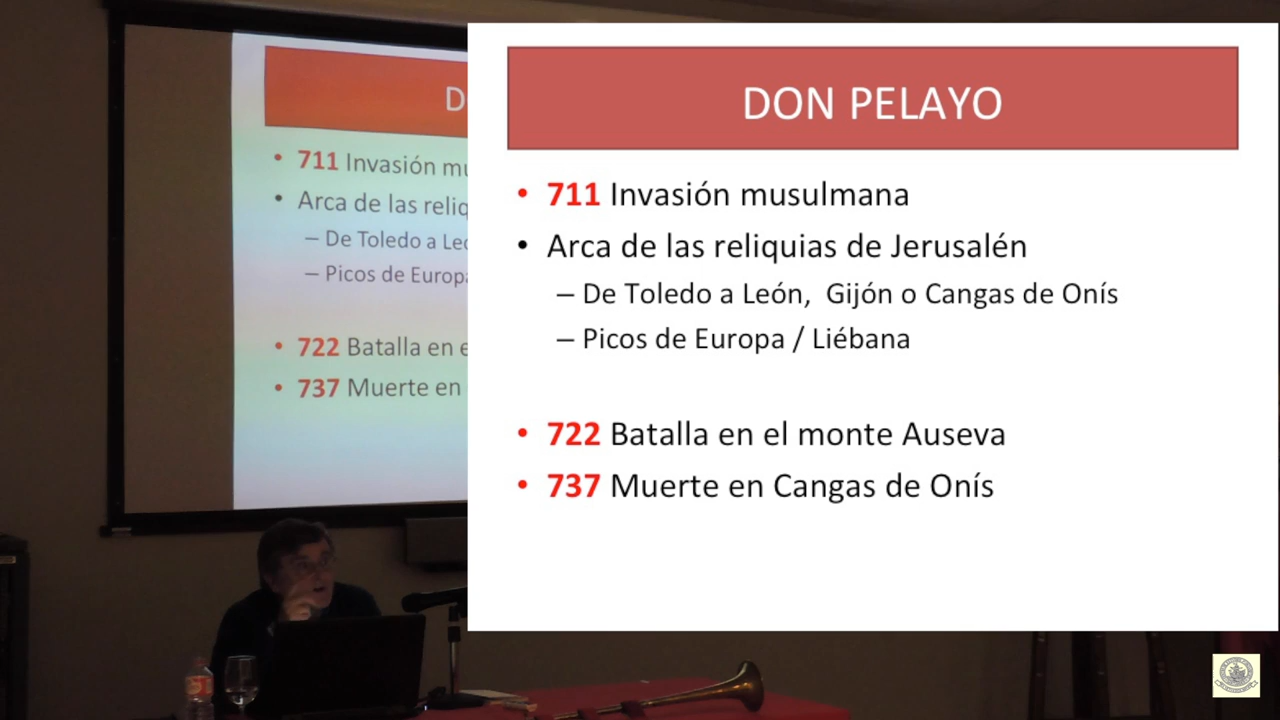 D
• 711 Invasión mu
• Arca de las reliq
– De Toledo a Leo
– Picos de Europa
• 722 Batalla en e
• 737 Muerte en
DON PELAYO
• 711 Invasión musulmana
• Arca de las reliquias de Jerusalén
– De Toledo a León, Gijón o Cangas de Onís
– Picos de Europa / Liébana
• 722 Batalla en el monte Auseva
• 737 Muerte en Cangas de Onís